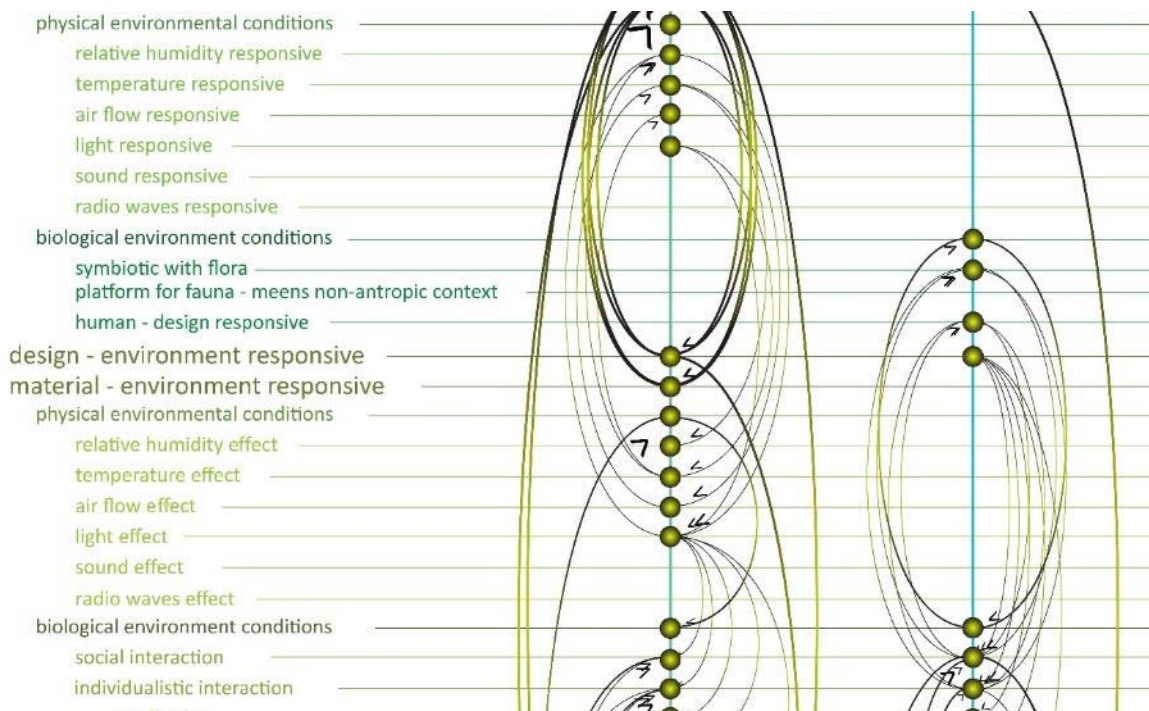 physical environmental conditions
relative humidity responsive
temperature responsive
air flow responsive
light responsive
sound responsive
radio waves responsive
biological environment conditions
symbiotic with flora
platform for fauna - meens non-antropic context
human - design responsive
design - environment responsive
material - environment responsive
physical environmental conditions
relative humidity effect
temperature effect
air flow effect
light effect
sound effect
radio waves effect
biological environment conditions
social interaction
individualistic interaction